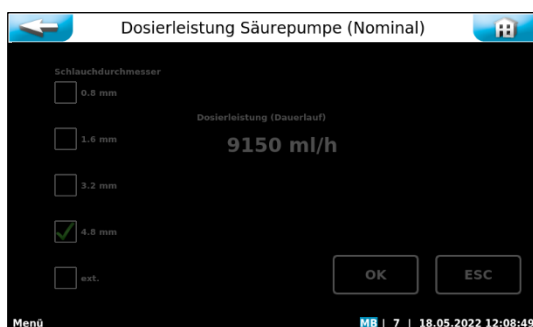 Dosierleistung Säurepumpe (Nominal)
Schlauchdurchmesser
0.8 mm
Dosierleistung (Dauerlauf)
1.6 mm
9150 ml/h
3.2 mm
4.8 mm
ext.
OK
ESC
Menü
MB | 7 | 18.05.2022 12:08:49